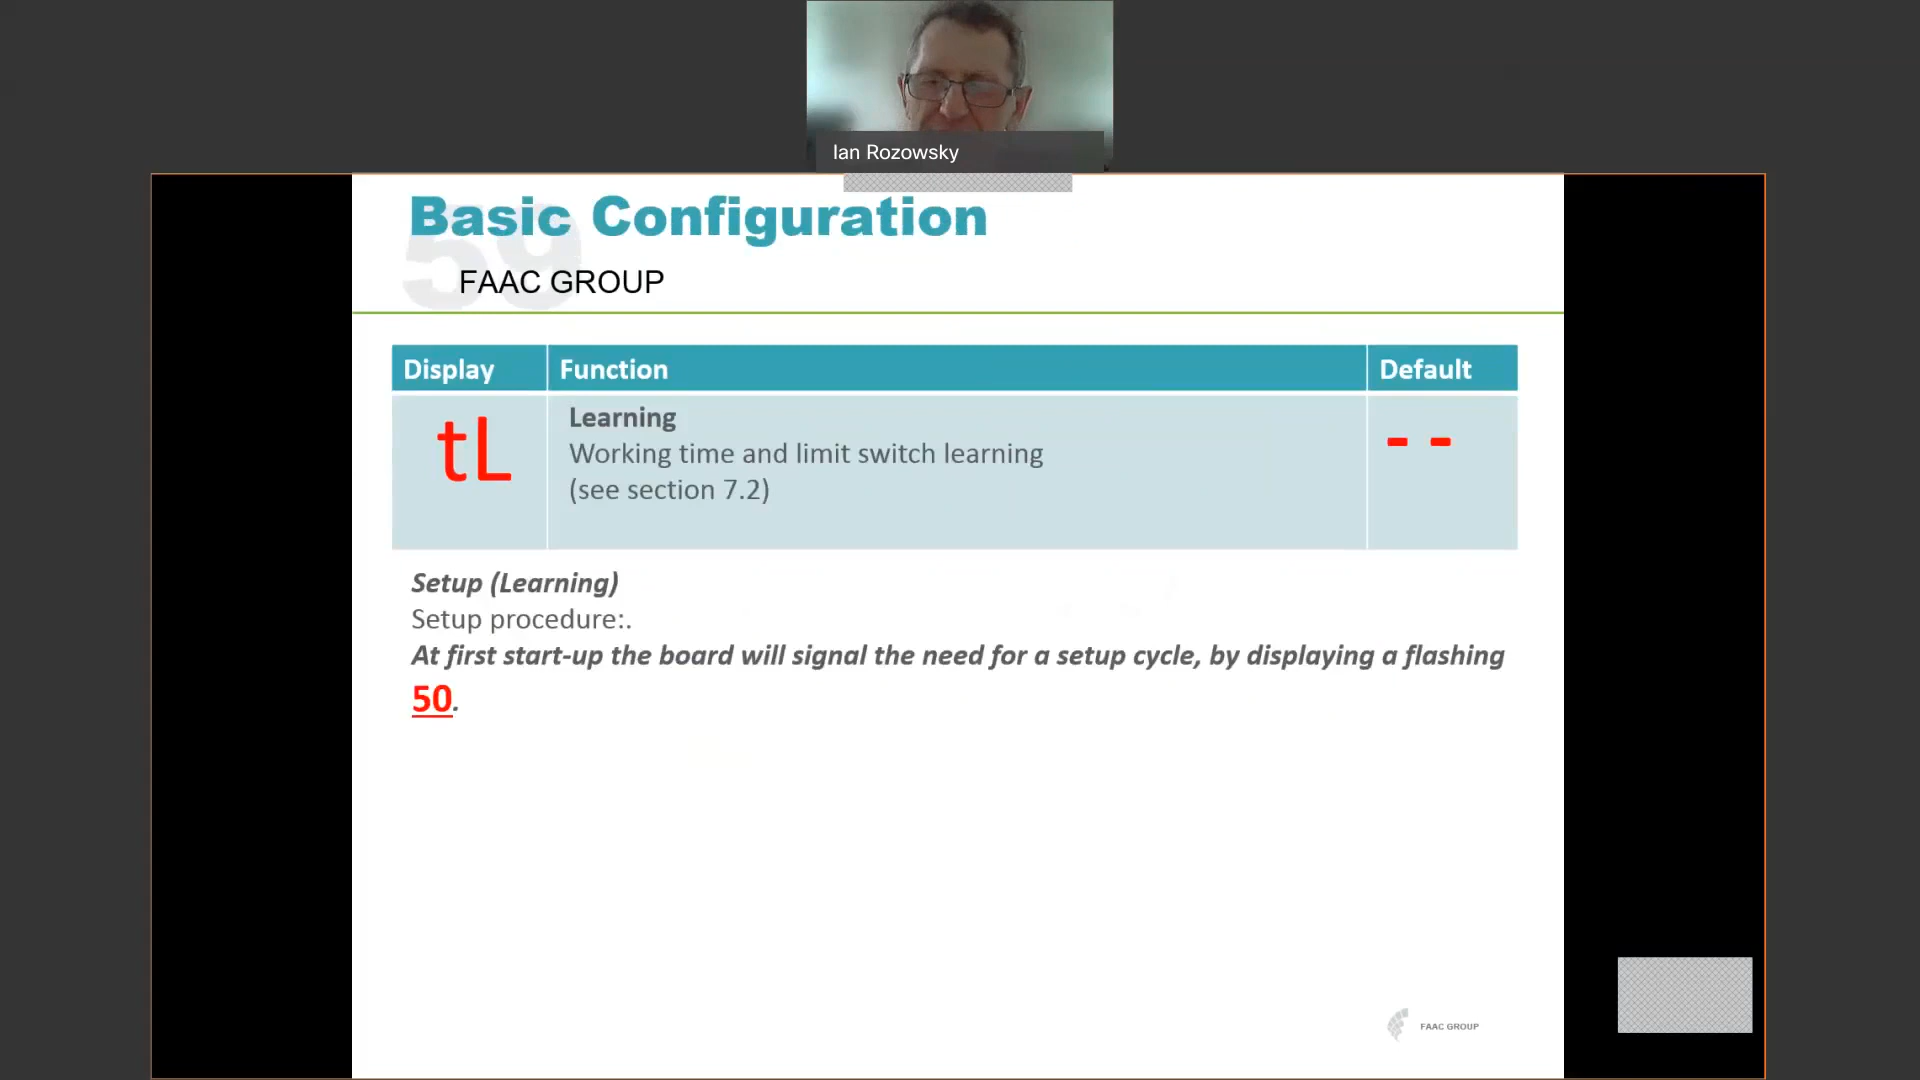 Ian Rozowsky
Basic Configuration
59
FAAC GROUP
Display Function Default
tL
Learning
Working time and limit switch learning
(see section 7.2)
- -
Setup (Learning)
Setup procedure:.
At first start-up the board will signal the need for a setup cycle, by displaying a flashing
50.
FAAC GROUP